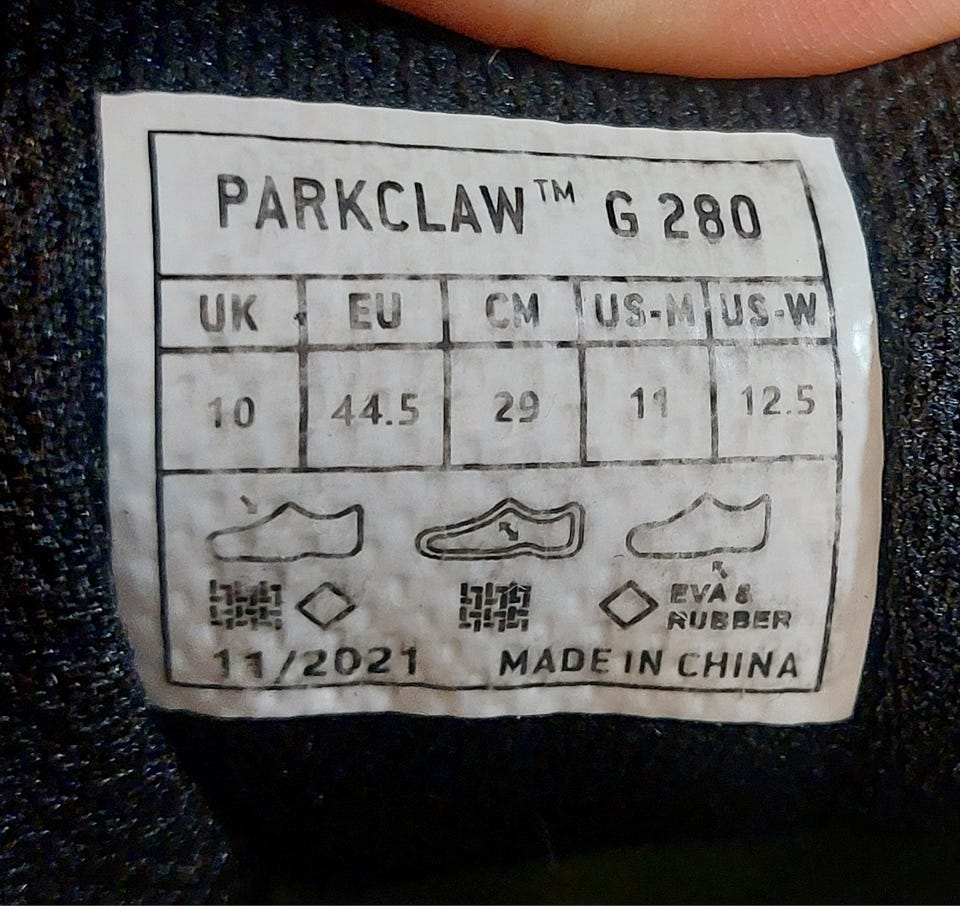 PARKCLAW™ G 280
UK EU CM US-M US-W
10 44.5 29 11 12.5
EVA &
RUBBER
11/2021 MADE IN CHINA